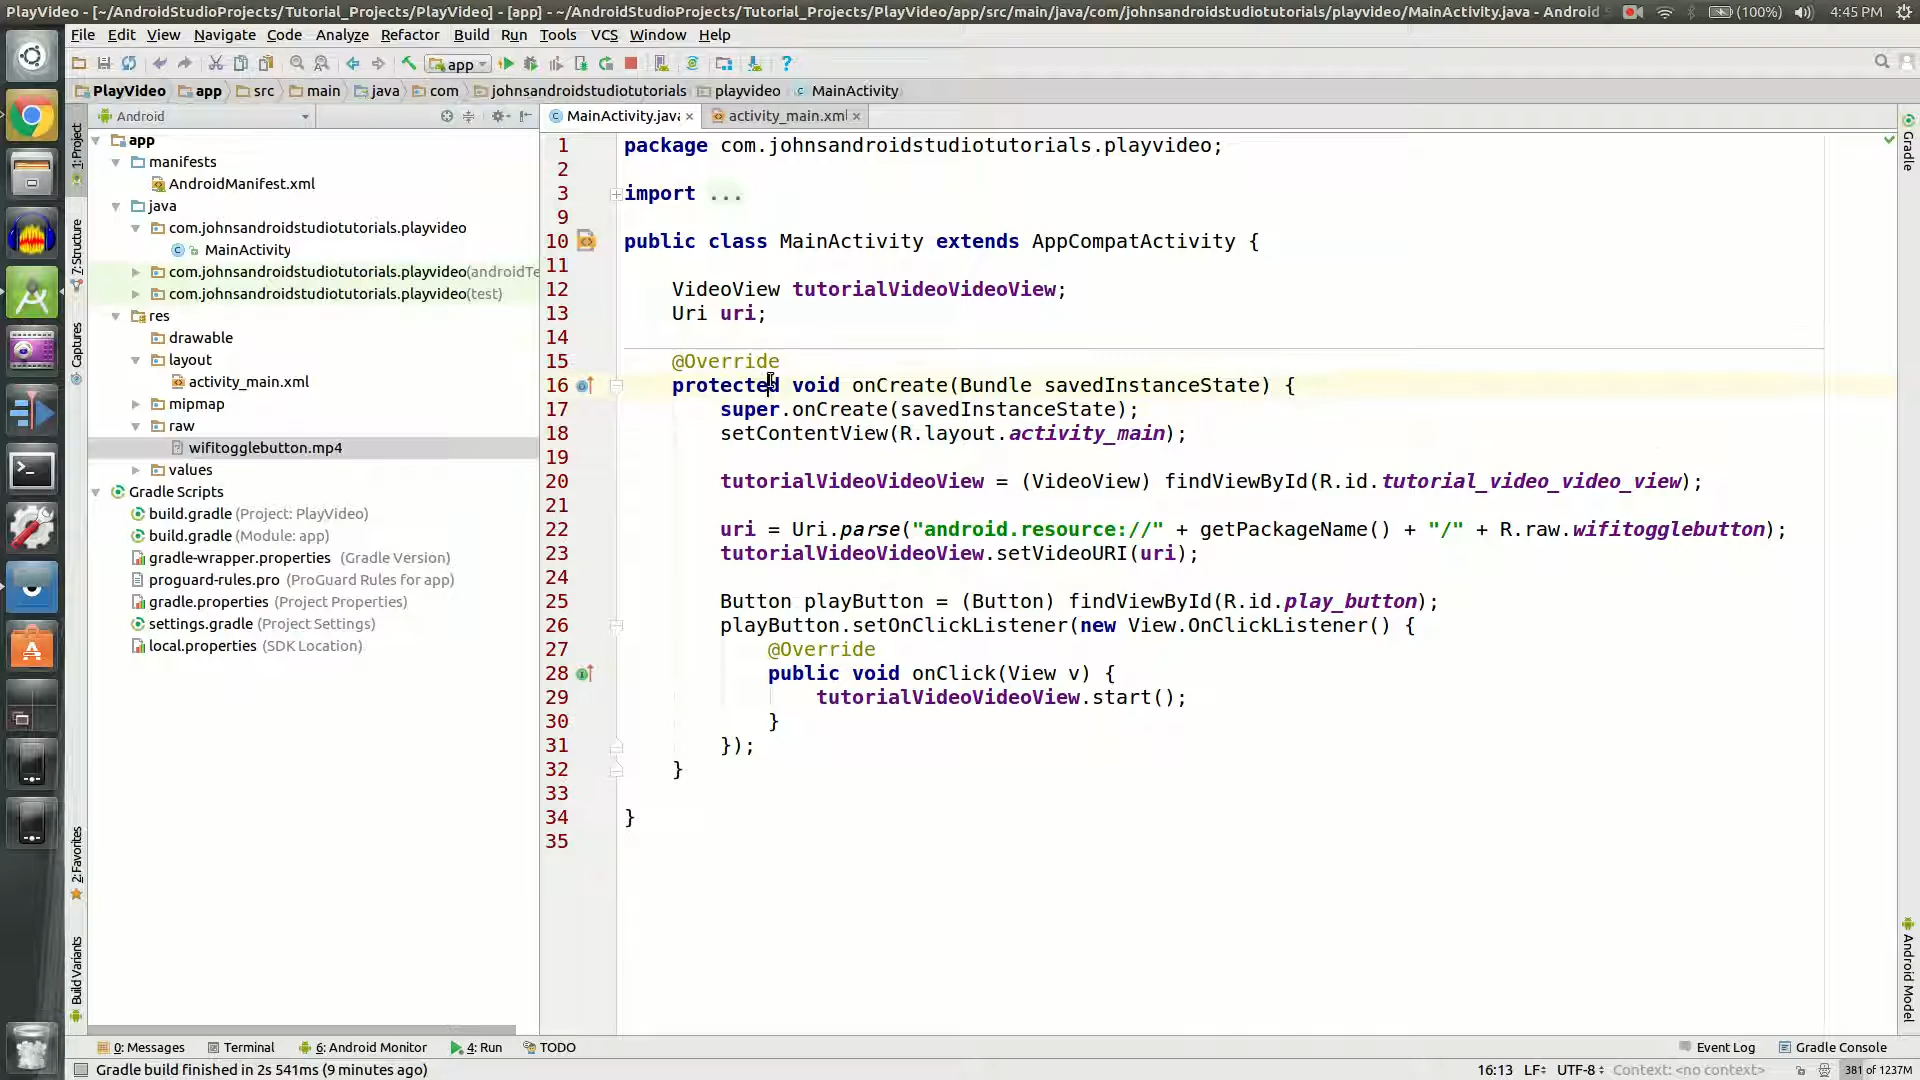 PlayVideo - [~/AndroidStudioProjects/Tutorial_Projects/PlayVideo] - [app] - ~/AndroidStudioProjects/Tutorial_Projects/PlayVideo/app/src/main/java/com/johnsandroidstudiotutorials/playvideo/MainActivity.java - Android (100%) 4:45 PM
File Edit View Navigate Code Analyze Refactor Build Run Tools VCS Window Help
app
PlayVideo app src main java com johnsandroidstudiotutorials playvideo MainActivity
Android
MainActivity.java activity_main.xml
1: Project
7: Structure
Captures
2: Favorites
Build Variants
app
manifests
AndroidManifest.xml
java
com.johnsandroidstudiotutorials.playvideo
MainActivity
com.johnsandroidstudiotutorials.playvideo(androidTe
com.johnsandroidstudiotutorials.playvideo(test)
res
drawable
layout
activity_main.xml
mipmap
raw
wifitogglebutton.mp4
values
Gradle Scripts
build.gradle (Project: PlayVideo)
build.gradle (Module: app)
gradle-wrapper.properties (Gradle Version)
proguard-rules.pro (ProGuard Rules for app)
gradle.properties (Project Properties)
settings.gradle (Project Settings)
local.properties (SDK Location)
1 package com.johnsandroidstudiotutorials.playvideo;
2
3 import ...
9
10 public class MainActivity extends AppCompatActivity {
11
12 VideoView tutorialVideoVideoView;
13 Uri uri;
14
15 @Override
16 protected void onCreate(Bundle savedInstanceState) {
17 super.onCreate(savedInstanceState);
18 setContentView(R.layout.activity_main);
19
20 tutorialVideoVideoView = (VideoView) findViewById(R.id.tutorial_video_video_view);
21
22 uri = Uri.parse("android.resource://" + getPackageName() + "/" + R.raw.wifitogglebutton);
23 tutorialVideoVideoView.setVideoURI(uri);
24
25 Button playButton = (Button) findViewById(R.id.play_button);
26 playButton.setOnClickListener(new View.OnClickListener() {
27 @Override
28 public void onClick(View v) {
29 tutorialVideoVideoView.start();
30 }
31 });
32 }
33
34 }
35
Gradle
Android Model
0: Messages Terminal 6: Android Monitor 4: Run TODO Event Log Gradle Console
Gradle build finished in 2s 541ms (9 minutes ago) 16:13 LF UTF-8 Context: <no context> 381 of 1237M